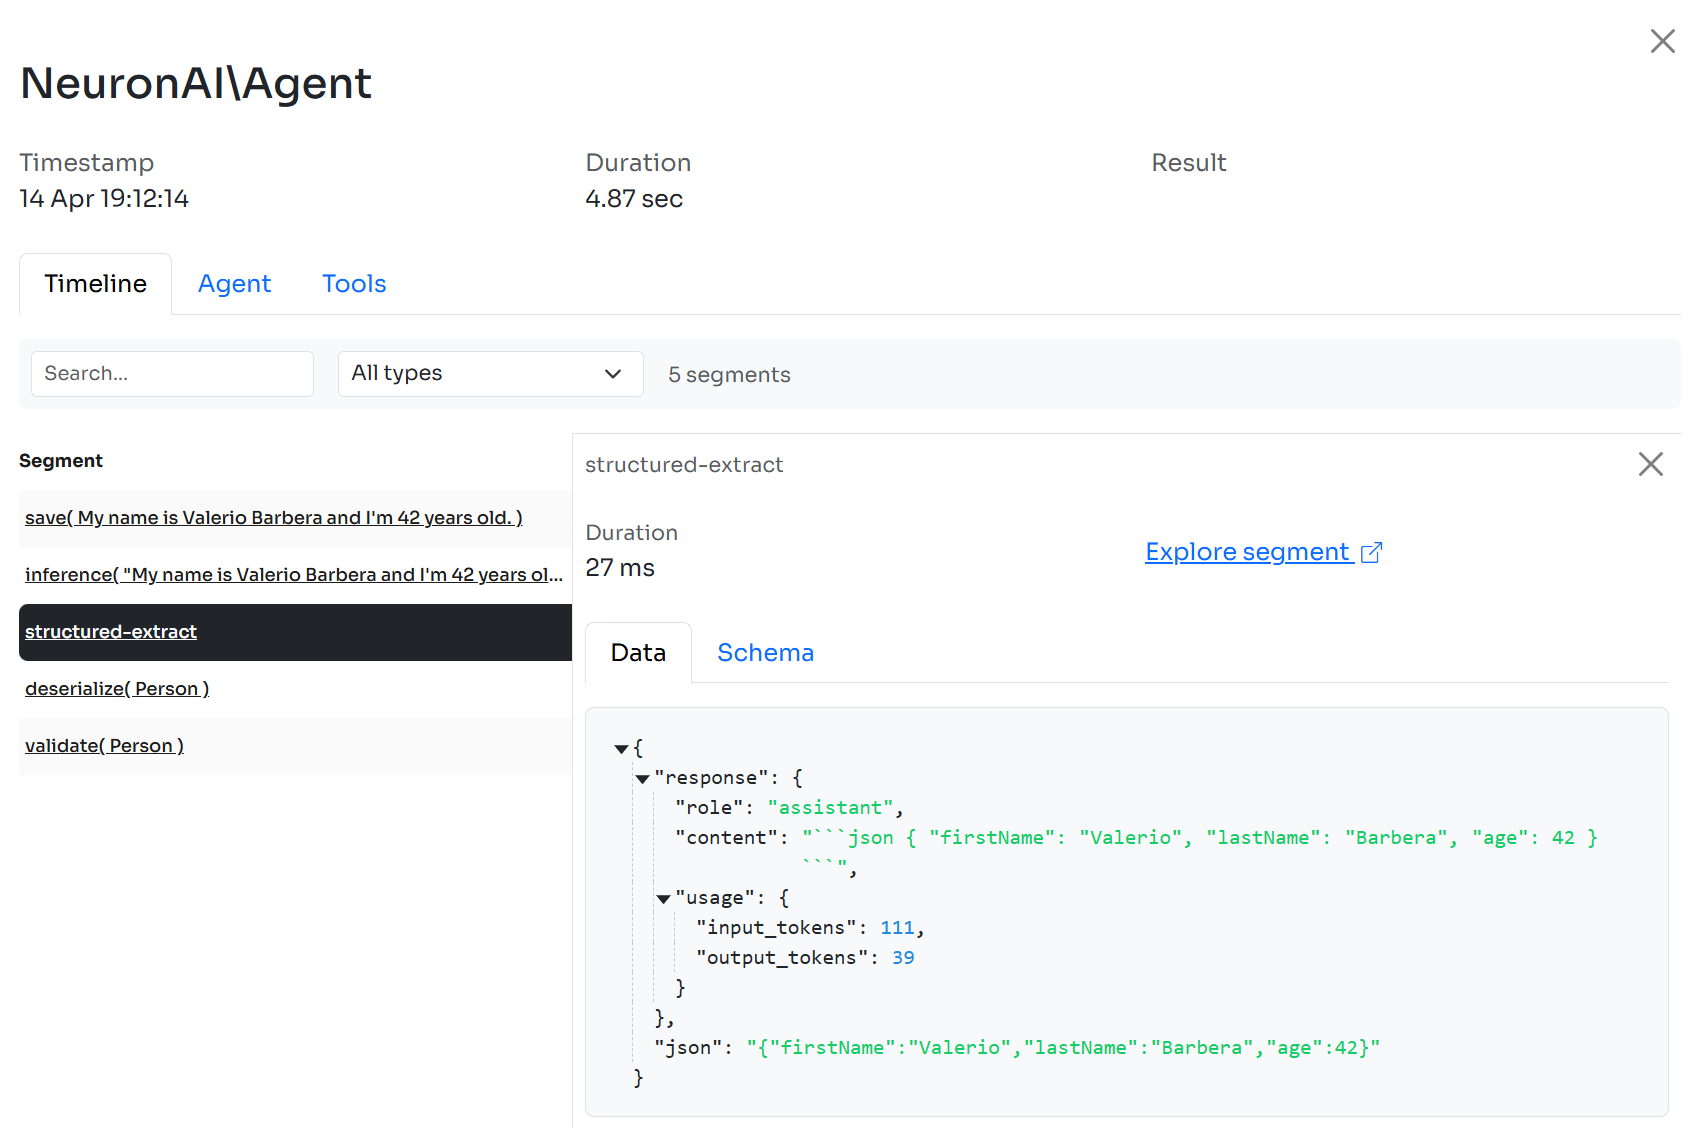 NeuronAI\Agent
Timestamp
14 Apr 19:12:14
Duration
4.87 sec
Result
Timeline
Agent
Tools
Search...
All types
5 segments
Segment
save( My name is Valerio Barbera and I'm 42 years old. )
inference( "My name is Valerio Barbera and I'm 42 years ol...
structured-extract
deserialize( Person )
validate( Person )
structured-extract
Duration
27 ms
Explore segment
Data
Schema
{
"response": {
"role": "assistant",
"content": "```json { "firstName": "Valerio", "lastName": "Barbera", "age": 42 }
```",
"usage": {
"input_tokens": 111,
"output_tokens": 39
}
},
"json": "{"firstName":"Valerio","lastName":"Barbera","age":42}"
}